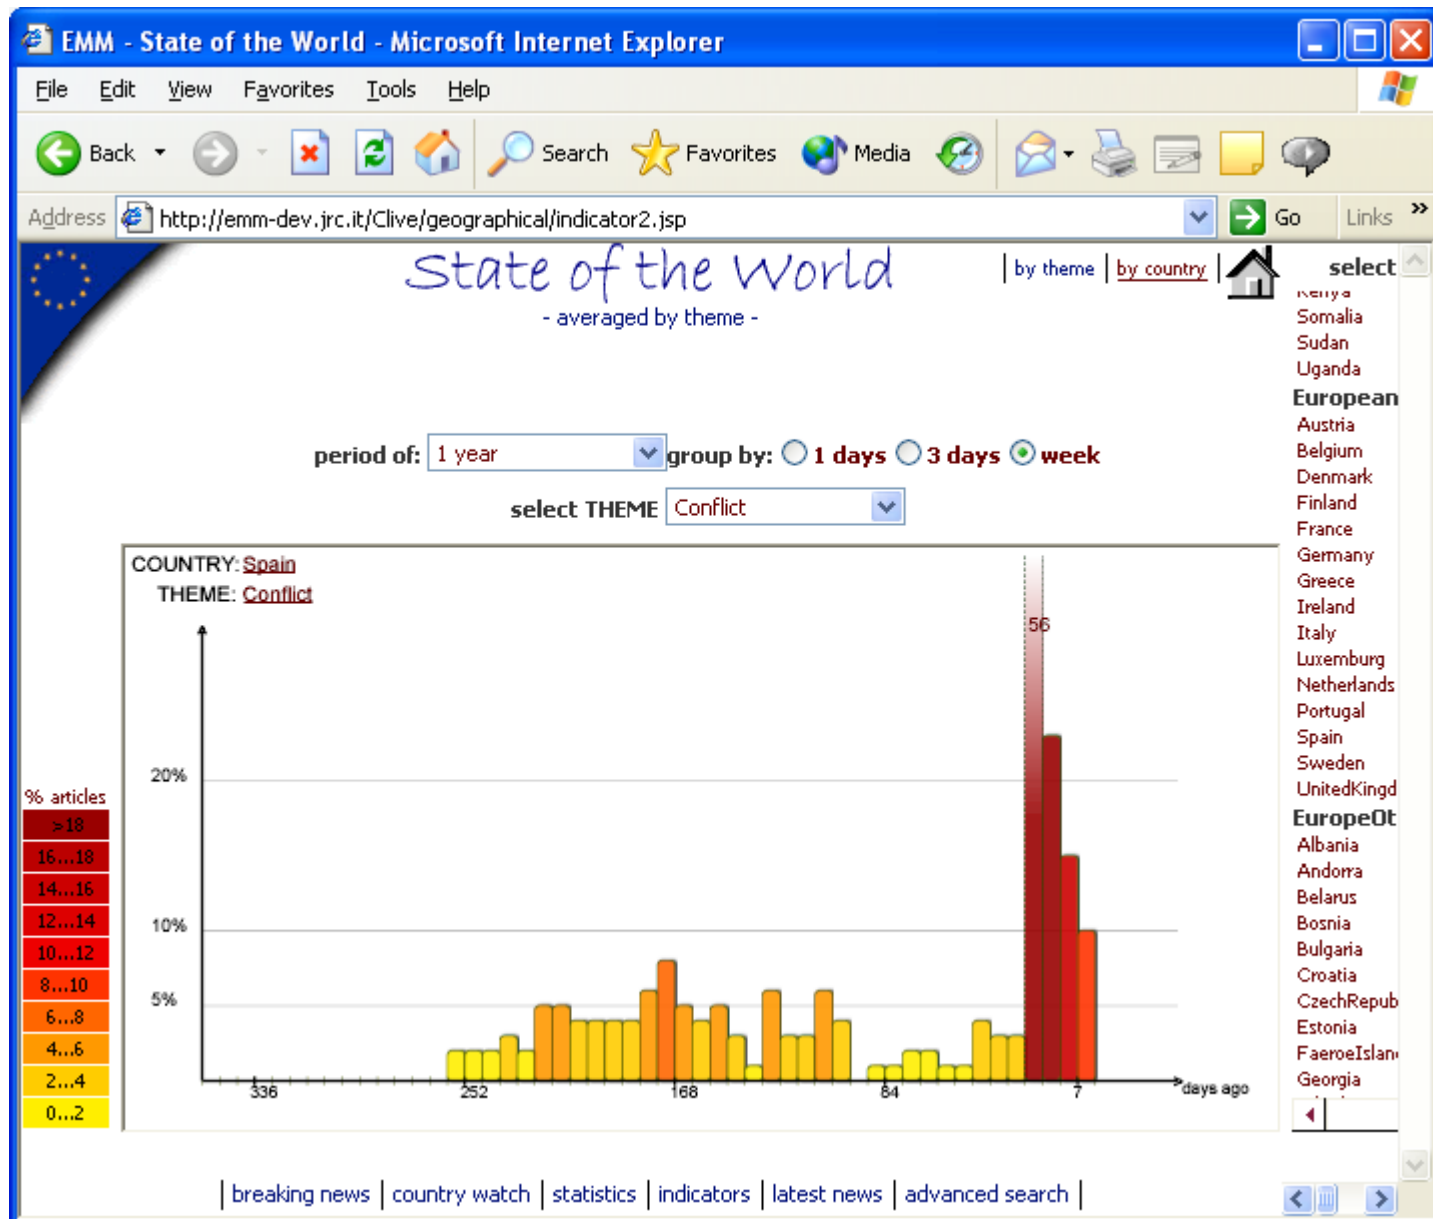 EMM - State of the World - Microsoft Internet Explorer
File Edit View Favorites Tools Help
Back Search Favorites Media
Address http://emm-dev.jrc.it/Clive/geographical/indicator2.jsp Go Links »
State of the World
- averaged by theme -
| by theme | by country |
select
Kenya
Somalia
Sudan
Uganda
European
Austria
Belgium
Denmark
Finland
France
Germany
Greece
Ireland
Italy
Luxemburg
Netherlands
Portugal
Spain
Sweden
UnitedKingd
EuropeOt
Albania
Andorra
Belarus
Bosnia
Bulgaria
Croatia
CzechRepub
Estonia
FaeroeIslan
Georgia
period of: 1 year group by: 1 days 3 days week
select THEME Conflict
COUNTRY: Spain
THEME: Conflict
56
20%
10%
5%
336 252 168 84 7 days ago
% articles
>18
16...18
14...16
12...14
10...12
8...10
6...8
4...6
2...4
0...2
| breaking news | country watch | statistics | indicators | latest news | advanced search |